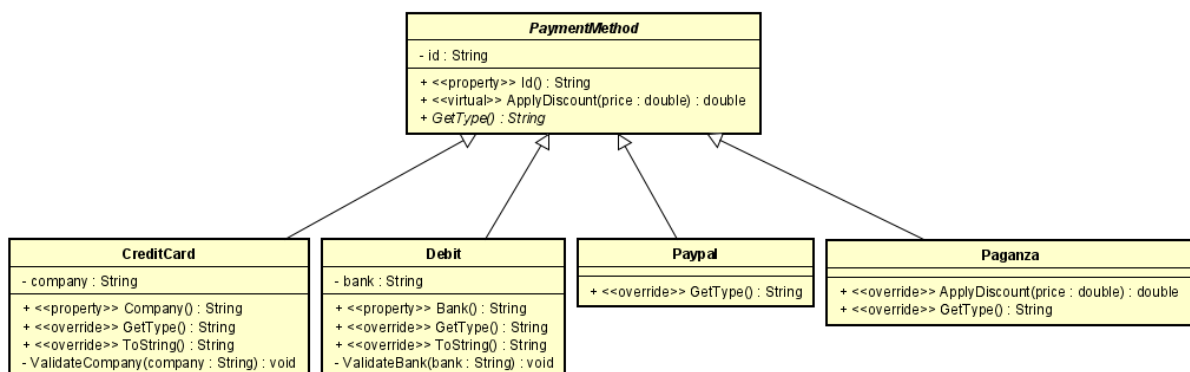 PaymentMethod
- id : String
+ <<property>> Id() : String
+ <<virtual>> ApplyDiscount(price : double) : double
+ GetType() : String
CreditCard
- company : String
+ <<property>> Company() : String
+ <<override>> GetType() : String
+ <<override>> ToString() : String
- ValidateCompany(company : String) : void
Debit
- bank : String
+ <<property>> Bank() : String
+ <<override>> GetType() : String
+ <<override>> ToString() : String
- ValidateBank(bank : String) : void
Paypal
+ <<override>> GetType() : String
Paganza
+ <<override>> ApplyDiscount(price : double) : double
+ <<override>> GetType() : String